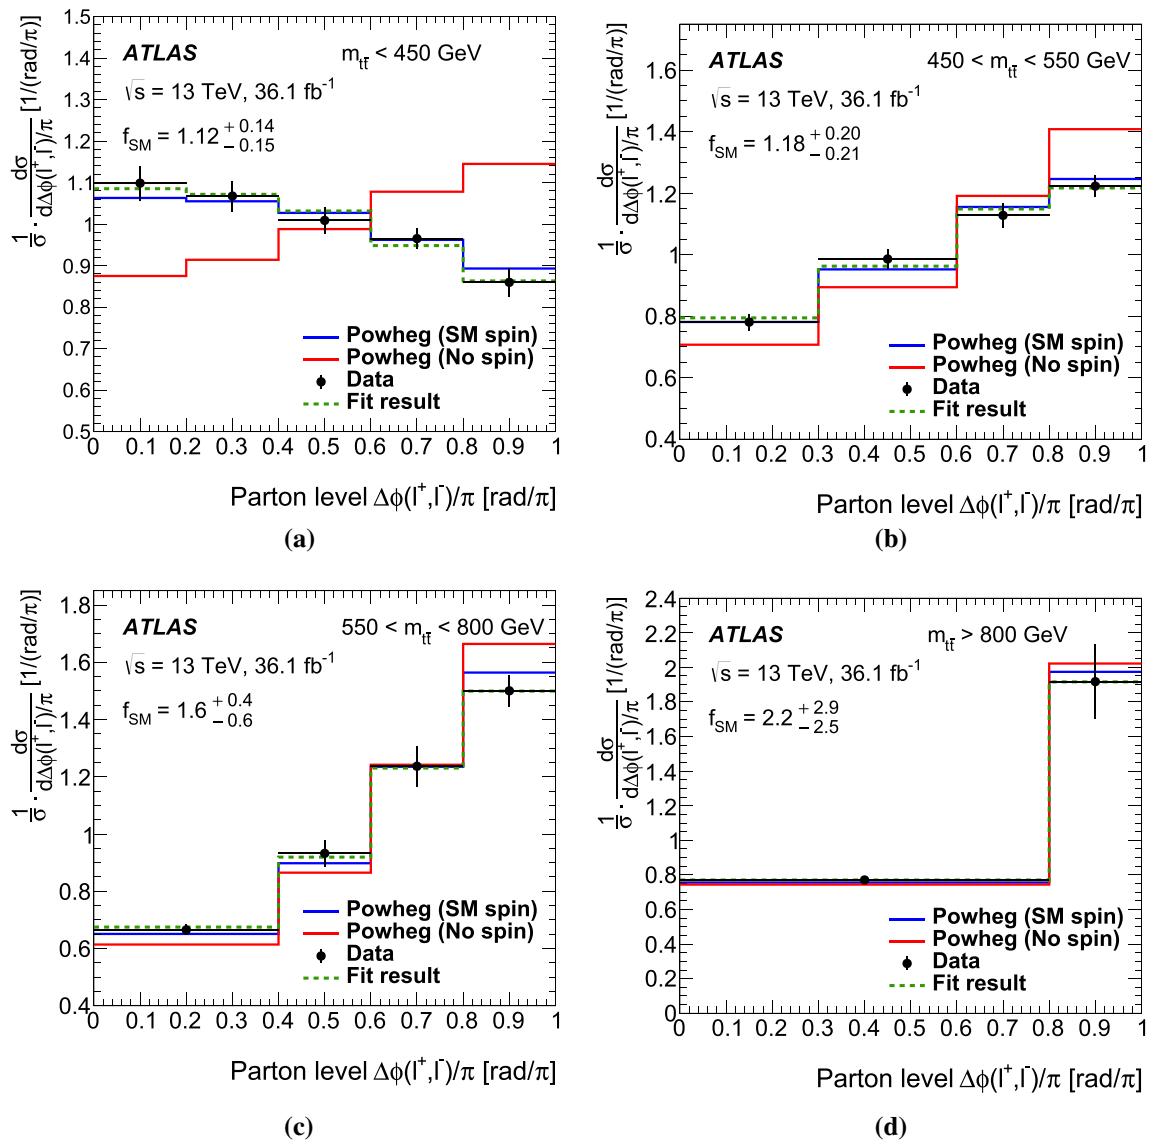 1.5
1.4
1.3
1.2
1.1
1
0.9
0.8
0.7
0.6
0.5
1/σ · dσ/dΔϕ(l⁺,l⁻)/π [1/(rad/π)]
ATLAS
m_tt̄ < 450 GeV
√s = 13 TeV, 36.1 fb⁻¹
f_SM = 1.12 + 0.14 − 0.15
Powheg (SM spin)
Powheg (No spin)
Data
Fit result
0 0.1 0.2 0.3 0.4 0.5 0.6 0.7 0.8 0.9 1
Parton level Δϕ(l⁺,l⁻)/π [rad/π]
(a)
1.6
1.4
1.2
1
0.8
0.6
0.4
1/σ · dσ/dΔϕ(l⁺,l⁻)/π [1/(rad/π)]
ATLAS
450 < m_tt̄ < 550 GeV
√s = 13 TeV, 36.1 fb⁻¹
f_SM = 1.18 + 0.20 − 0.21
Powheg (SM spin)
Powheg (No spin)
Data
Fit result
0 0.1 0.2 0.3 0.4 0.5 0.6 0.7 0.8 0.9 1
Parton level Δϕ(l⁺,l⁻)/π [rad/π]
(b)
1.8
1.6
1.4
1.2
1
0.8
0.6
0.4
1/σ · dσ/dΔϕ(l⁺,l⁻)/π [1/(rad/π)]
ATLAS
550 < m_tt̄ < 800 GeV
√s = 13 TeV, 36.1 fb⁻¹
f_SM = 1.6 + 0.4 − 0.6
Powheg (SM spin)
Powheg (No spin)
Data
Fit result
0 0.1 0.2 0.3 0.4 0.5 0.6 0.7 0.8 0.9 1
Parton level Δϕ(l⁺,l⁻)/π [rad/π]
(c)
2.4
2.2
2
1.8
1.6
1.4
1.2
1
0.8
0.6
0.4
0.2
0
1/σ · dσ/dΔϕ(l⁺,l⁻)/π [1/(rad/π)]
ATLAS
m_tt̄ > 800 GeV
√s = 13 TeV, 36.1 fb⁻¹
f_SM = 2.2 + 2.9 − 2.5
Powheg (SM spin)
Powheg (No spin)
Data
Fit result
0 0.1 0.2 0.3 0.4 0.5 0.6 0.7 0.8 0.9 1
Parton level Δϕ(l⁺,l⁻)/π [rad/π]
(d)